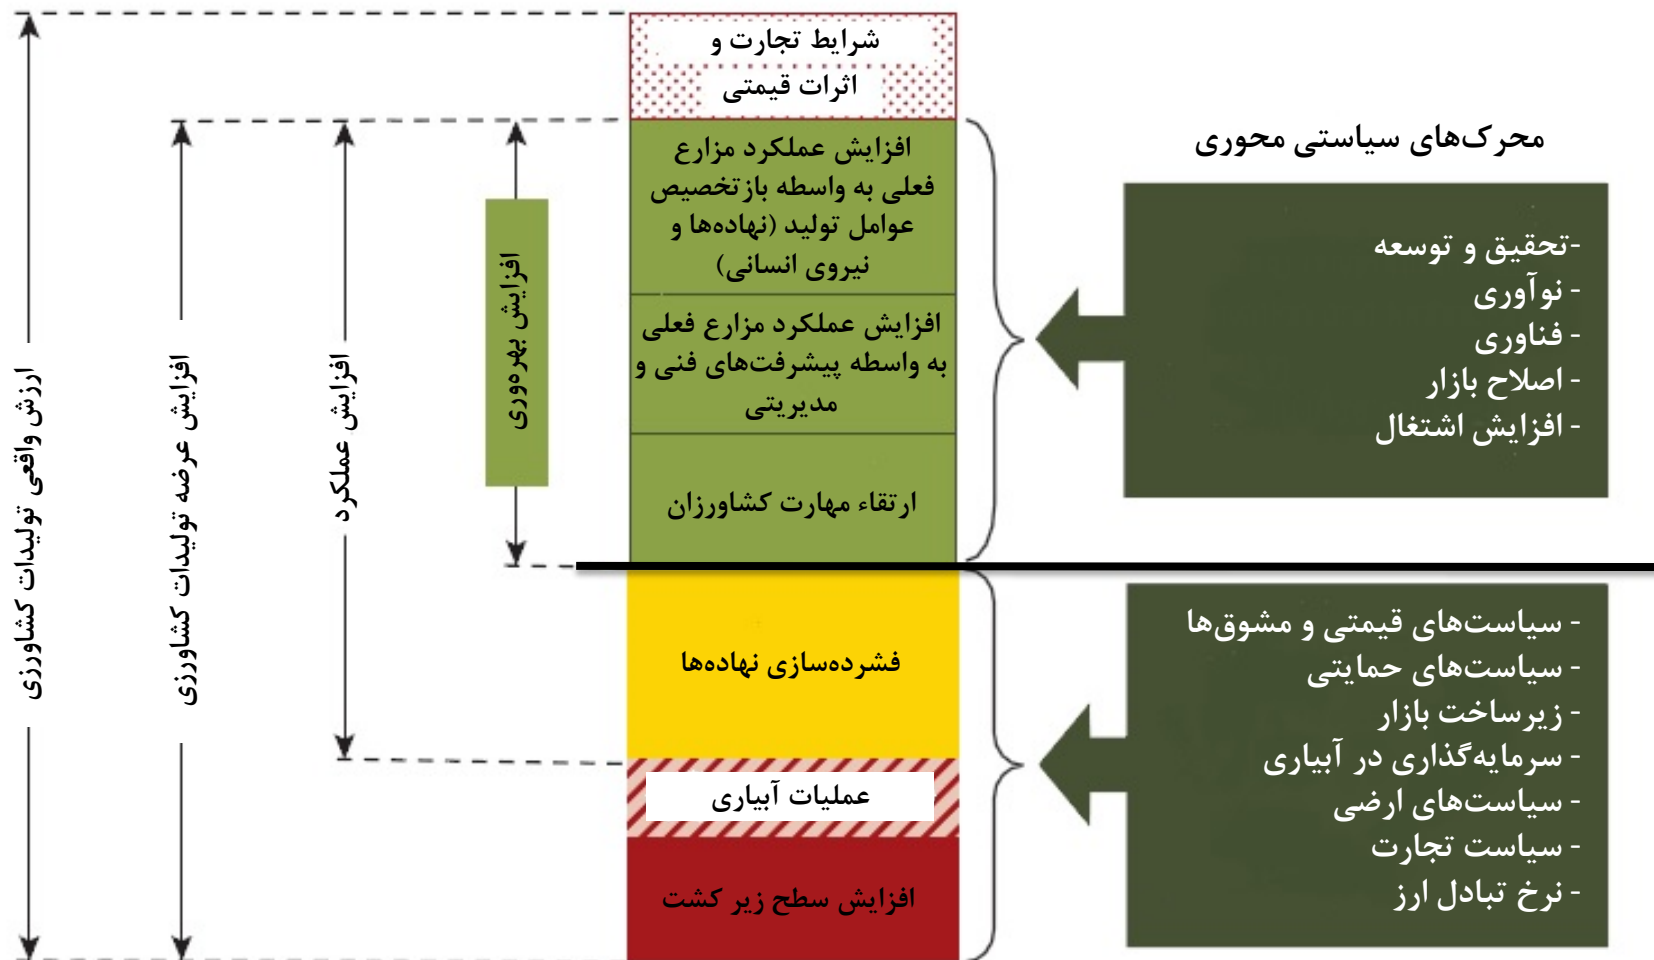 شرایط تجارت و
اثرات قیمتی
افزایش عملکرد مزارع
فعلی به واسطه بازتخصیص
عوامل تولید (نهاده‌ها و
نیروی انسانی)
افزایش عملکرد مزارع فعلی
به واسطه پیشرفت‌های فنی و
مدیریتی
ارتقاء مهارت کشاورزان
فشرده‌سازی نهاده‌ها
عملیات آبیاری
افزایش سطح زیر کشت
محرک‌های سیاستی محوری
-تحقیق و توسعه
- نوآوری
- فناوری
- اصلاح بازار
- افزایش اشتغال
- سیاست‌های قیمتی و مشوق‌ها
- سیاست‌های حمایتی
- زیرساخت بازار
- سرمایه‌گذاری در آبیاری
- سیاست‌های ارضی
- سیاست تجارت
- نرخ تبادل ارز
افزایش بهره‌وری
افزایش عملکرد
افزایش عرضه تولیدات کشاورزی
ارزش واقعی تولیدات کشاورزی